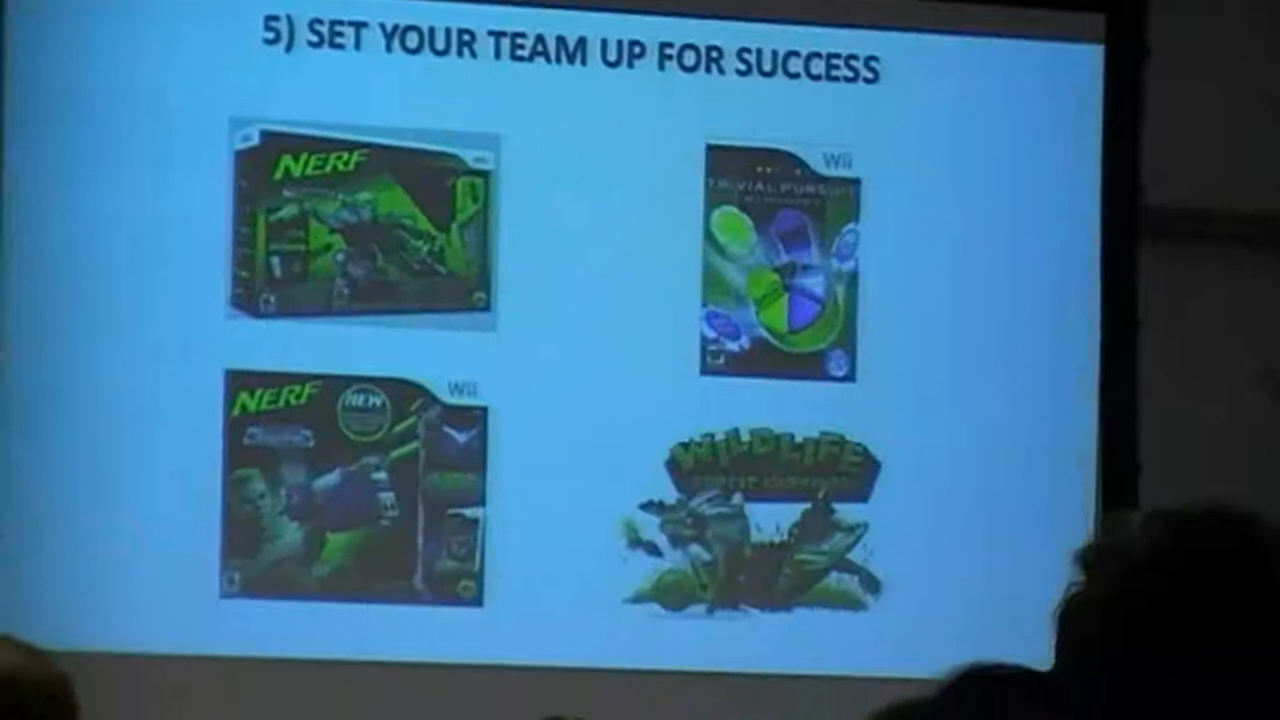 5) SET YOUR TEAM UP FOR SUCCESS
NERF
Wii
TRIVIAL PURSUIT
NERF
NEW
Wii
WILDLIFE